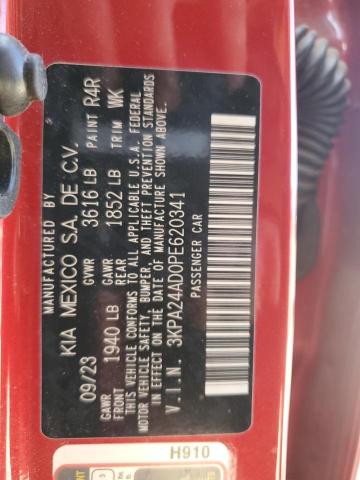 MANUFACTURED BY
KIA MEXICO S.A. DE C.V.
09/23 GVWR 3616 LB PAINT R4R
GAWR FRONT 1940 LB GAWR REAR 1852 LB TRIM WK
THIS VEHICLE CONFORMS TO ALL APPLICABLE U.S.A. FEDERAL
MOTOR VEHICLE SAFETY, BUMPER, AND THEFT PREVENTION STANDARDS
IN EFFECT ON THE DATE OF MANUFACTURE SHOWN ABOVE.
V.I.N. 3KPA24AD0PE620341
PASSENGER CAR
H910